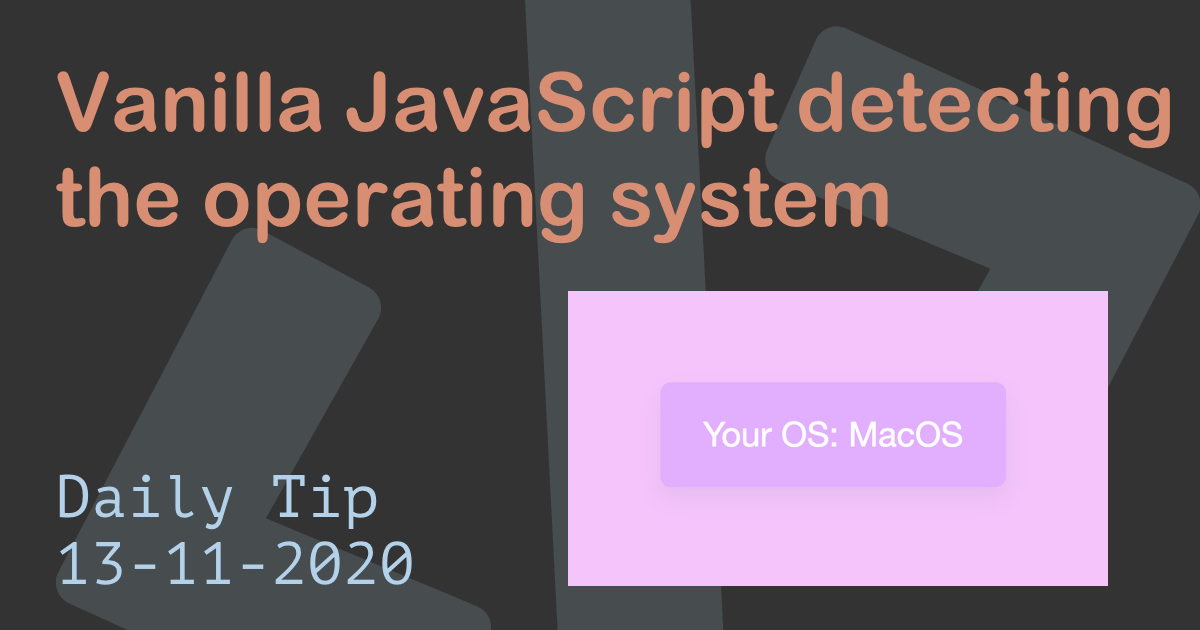 Vanilla JavaScript detecting
the operating system
Your OS: MacOS
Daily Tip
13-11-2020